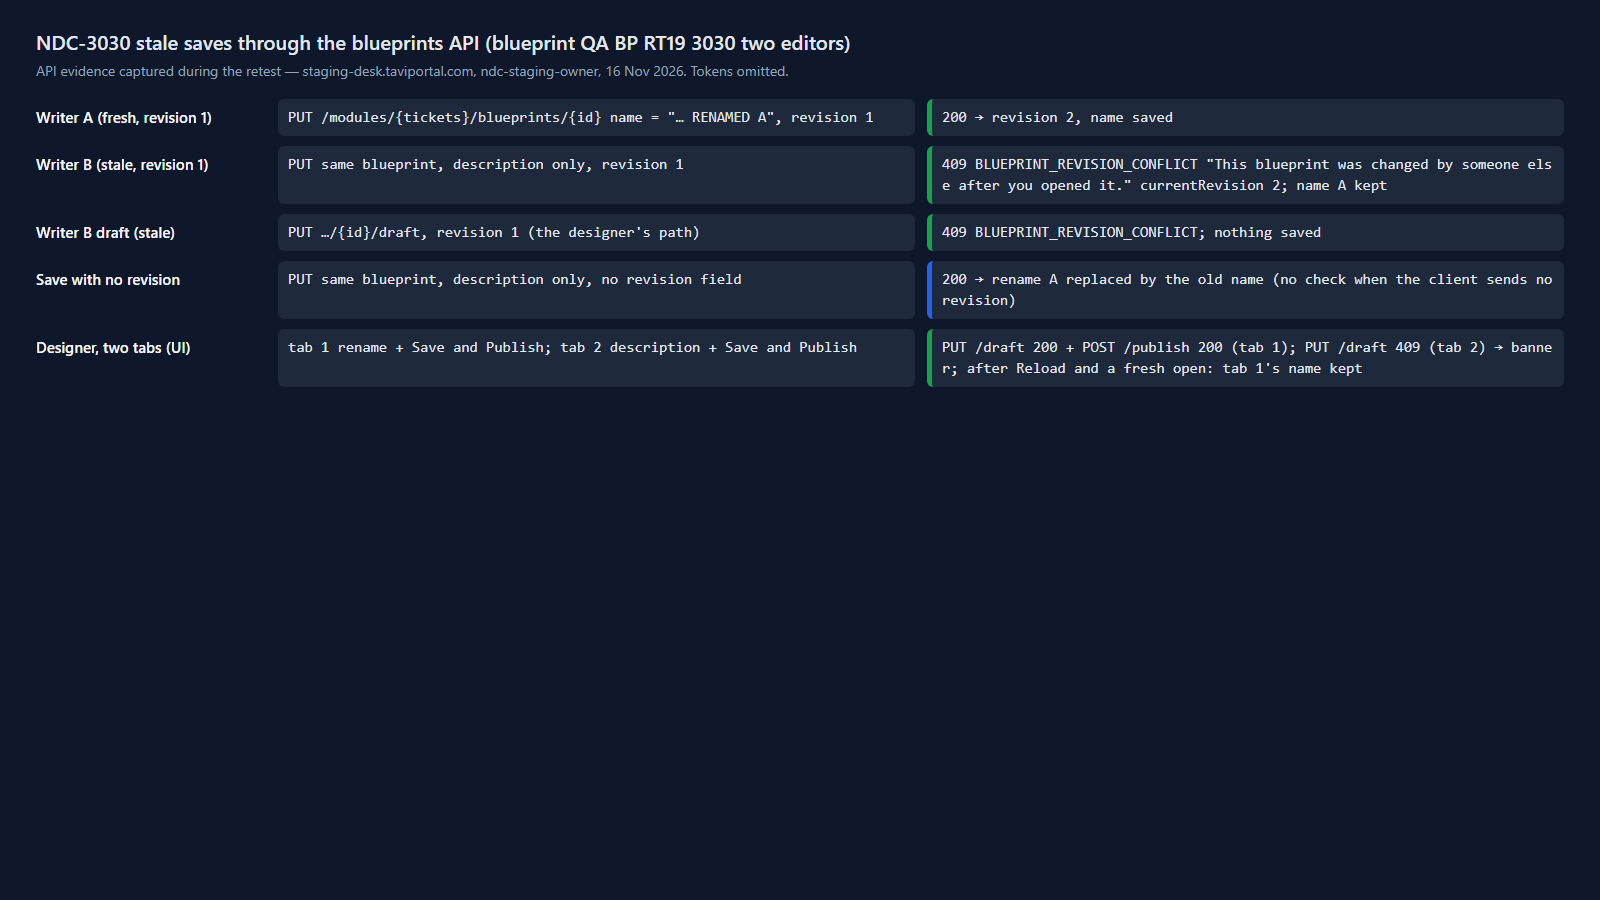 NDC-3030 stale saves through the blueprints API (blueprint QA BP RT19 3030 two editors)
API evidence captured during the retest — staging-desk.taviportal.com, ndc-staging-owner, 16 Nov 2026. Tokens omitted.
Writer A (fresh, revision 1)
PUT /modules/{tickets}/blueprints/{id} name = "… RENAMED A", revision 1
200 → revision 2, name saved
Writer B (stale, revision 1)
PUT same blueprint, description only, revision 1
409 BLUEPRINT_REVISION_CONFLICT "This blueprint was changed by someone els
e after you opened it." currentRevision 2; name A kept
Writer B draft (stale)
PUT …/{id}/draft, revision 1 (the designer's path)
409 BLUEPRINT_REVISION_CONFLICT; nothing saved
Save with no revision
PUT same blueprint, description only, no revision field
200 → rename A replaced by the old name (no check when the client sends no
revision)
Designer, two tabs (UI)
tab 1 rename + Save and Publish; tab 2 description + Save and Publish
PUT /draft 200 + POST /publish 200 (tab 1); PUT /draft 409 (tab 2) → banne
r; after Reload and a fresh open: tab 1's name kept